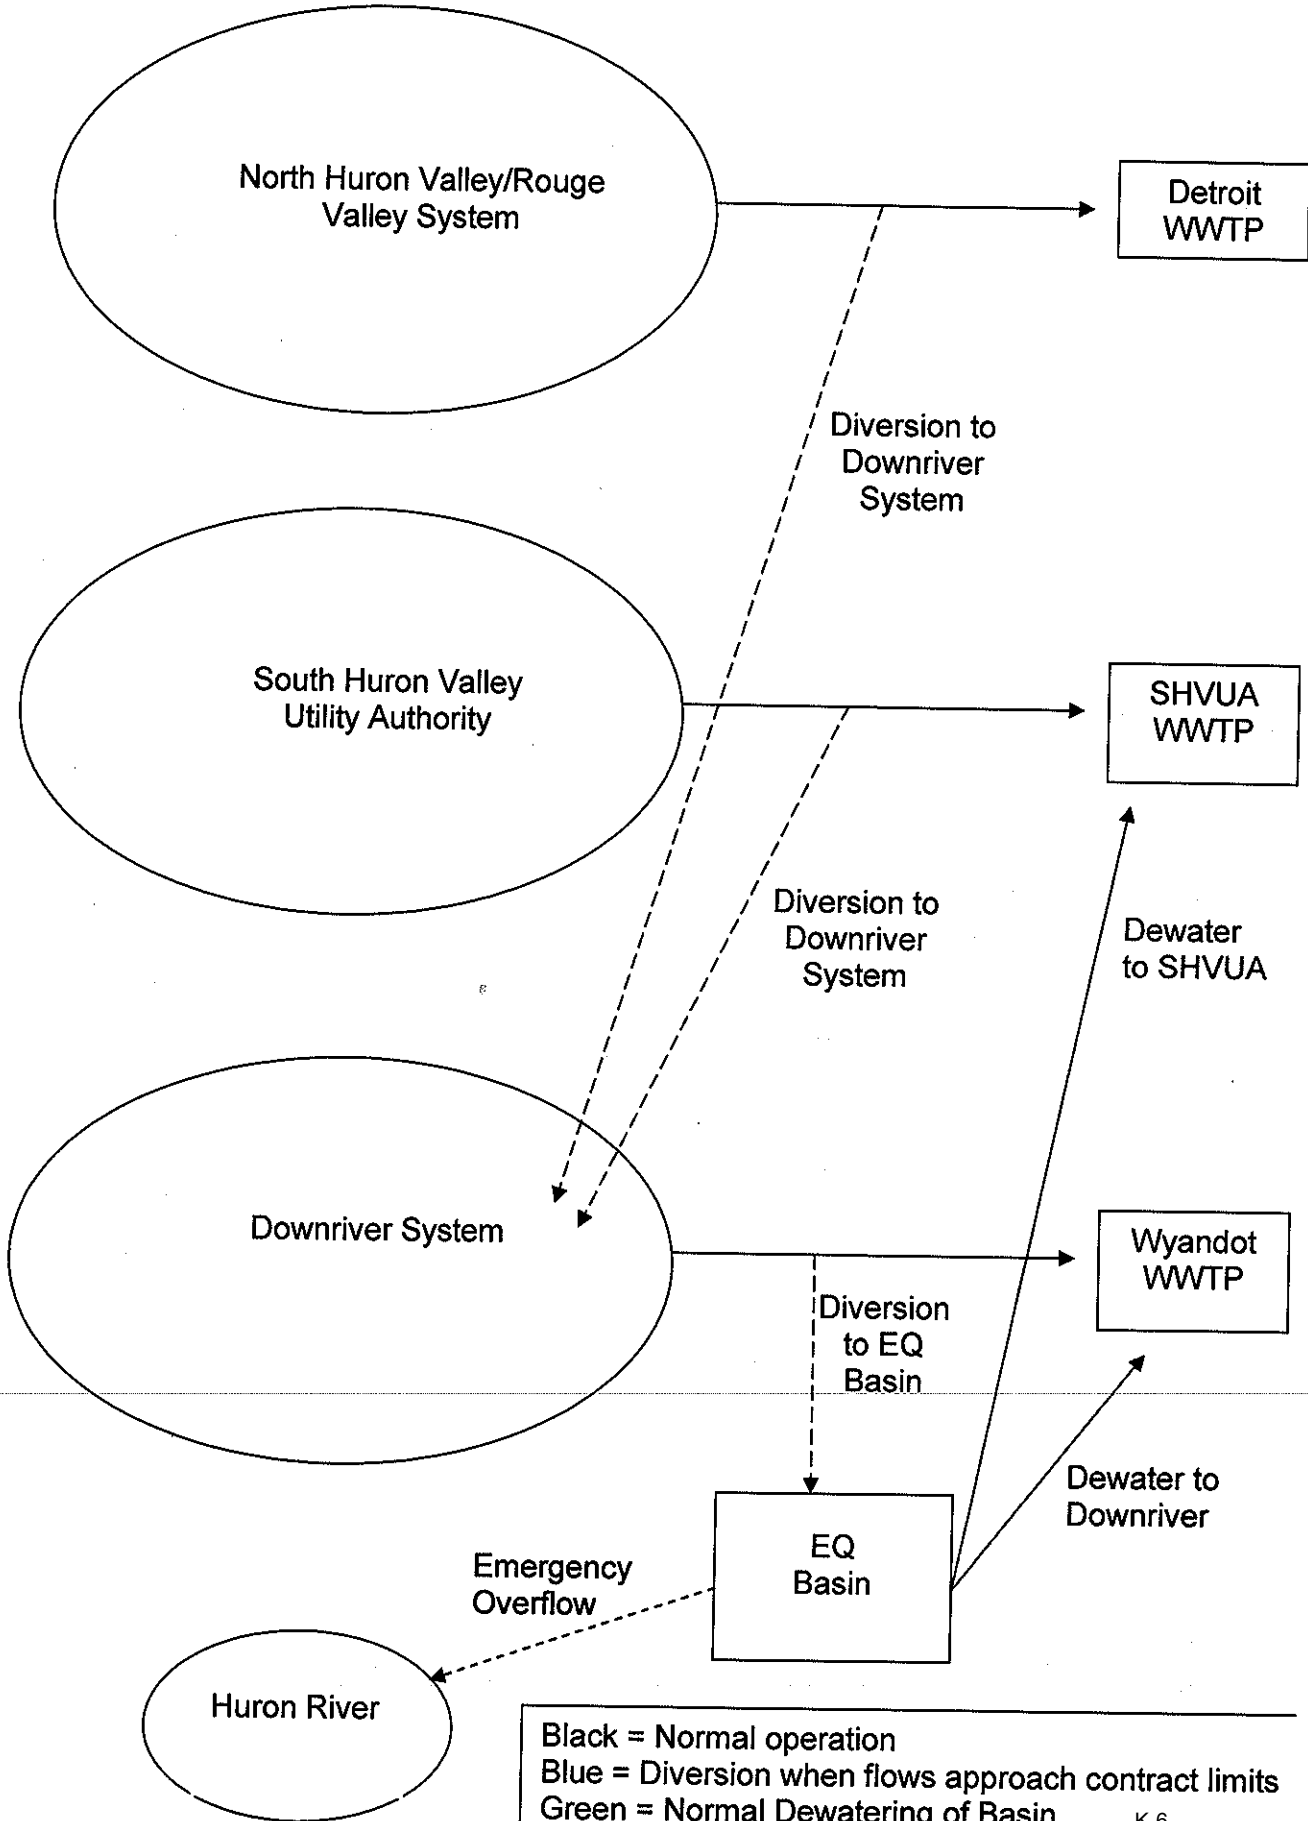 North Huron Valley/Rouge
Valley System
Detroit
WWTP
Diversion to
Downriver
System
South Huron Valley
Utility Authority
SHVUA
WWTP
Diversion to
Downriver
System
Dewater
to SHVUA
Downriver System
Wyandot
WWTP
Diversion
to EQ
Basin
Dewater to
Downriver
EQ
Basin
Emergency
Overflow
Huron River
Black = Normal operation
Blue = Diversion when flows approach contract limits
Green = Normal Dewatering of Basin
K 6